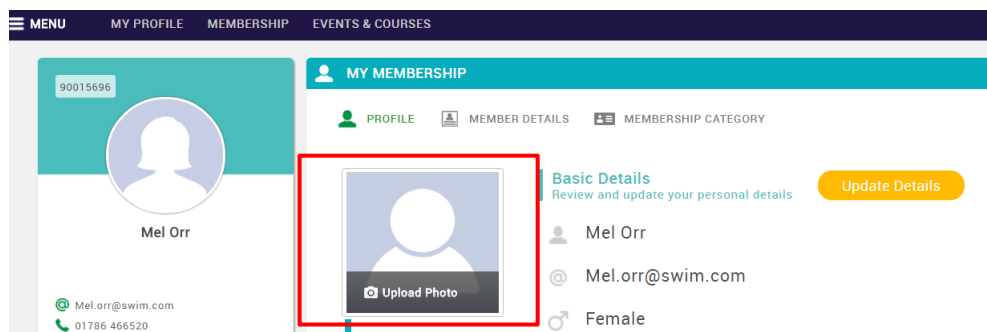 MENU MY PROFILE MEMBERSHIP EVENTS & COURSES
90015696
Mel Orr
@ Mel.orr@swim.com
01786 466520
MY MEMBERSHIP
PROFILE MEMBER DETAILS MEMBERSHIP CATEGORY
Upload Photo
Basic Details
Review and update your personal details
Update Details
Mel Orr
@ Mel.orr@swim.com
Female